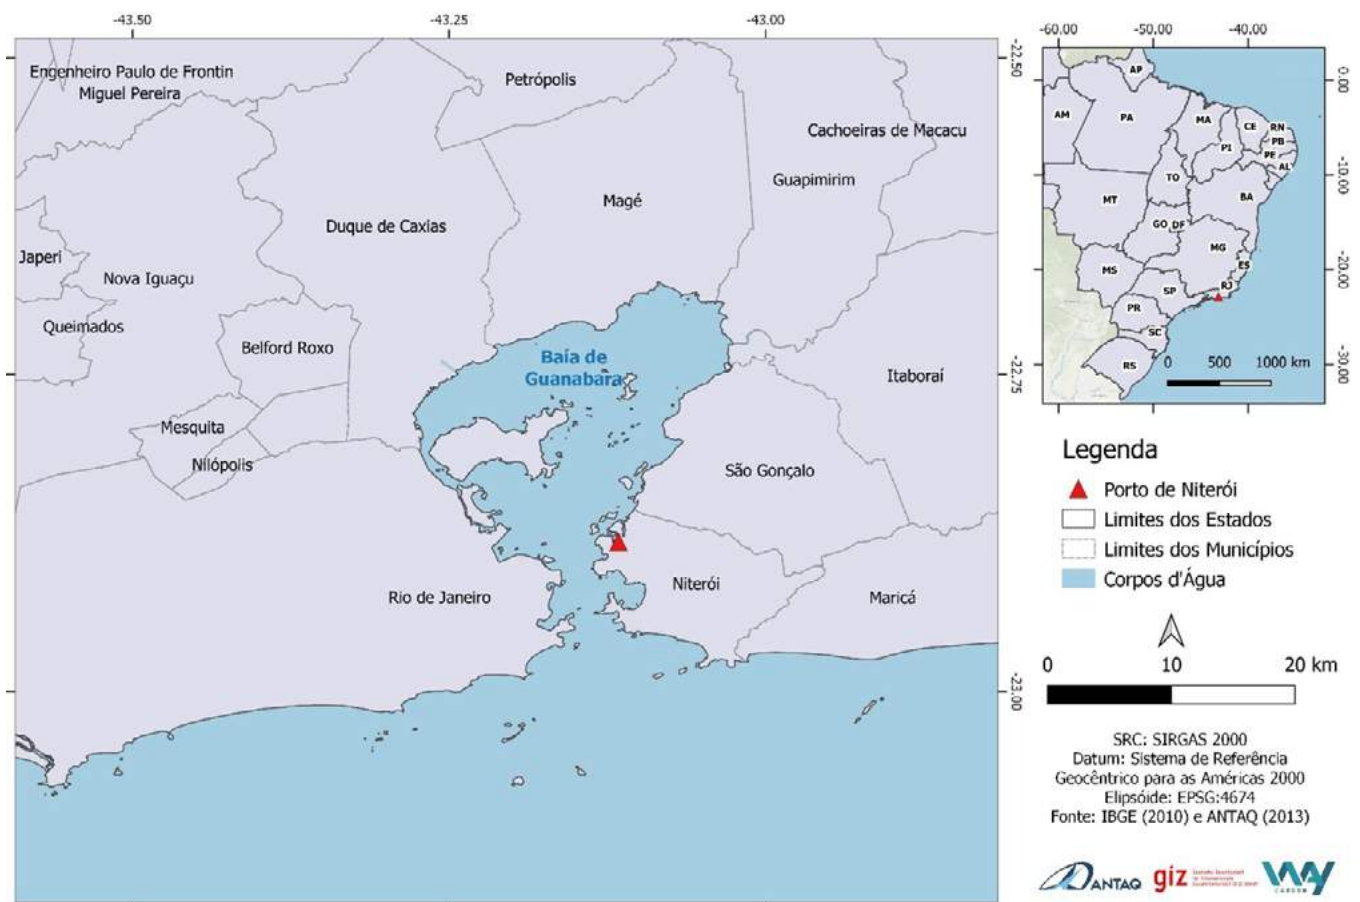 -43.50
-43.25
-43.00
-22.50
-22.75
-23.00
Engenheiro Paulo de Frontin
Miguel Pereira
Petrópolis
Cachoeiras de Macacu
Guapimirim
Magé
Duque de Caxias
Japeri
Nova Iguaçu
Queimados
Belford Roxo
Baía de
Guanabara
Itaboraí
Mesquita
Nilópolis
São Gonçalo
Rio de Janeiro
Niterói
Maricá
-60.00
-50.00
-40.00
0.00
-10.00
-20.00
-30.00
AP
AM
PA
MA
CE
RN
PB
PI
PE
AL
TO
MT
BA
GO
DF
MG
MS
ES
RJ
SP
PR
SC
RS
0 500 1000 km
Legenda
Porto de Niterói
Limites dos Estados
Limites dos Municípios
Corpos d'Água
0 10 20 km
SRC: SIRGAS 2000
Datum: Sistema de Referência
Geocêntrico para as Américas 2000
Elipsóide: EPSG:4674
Fonte: IBGE (2010) e ANTAQ (2013)
ANTAQ
giz
WAY
CARBON